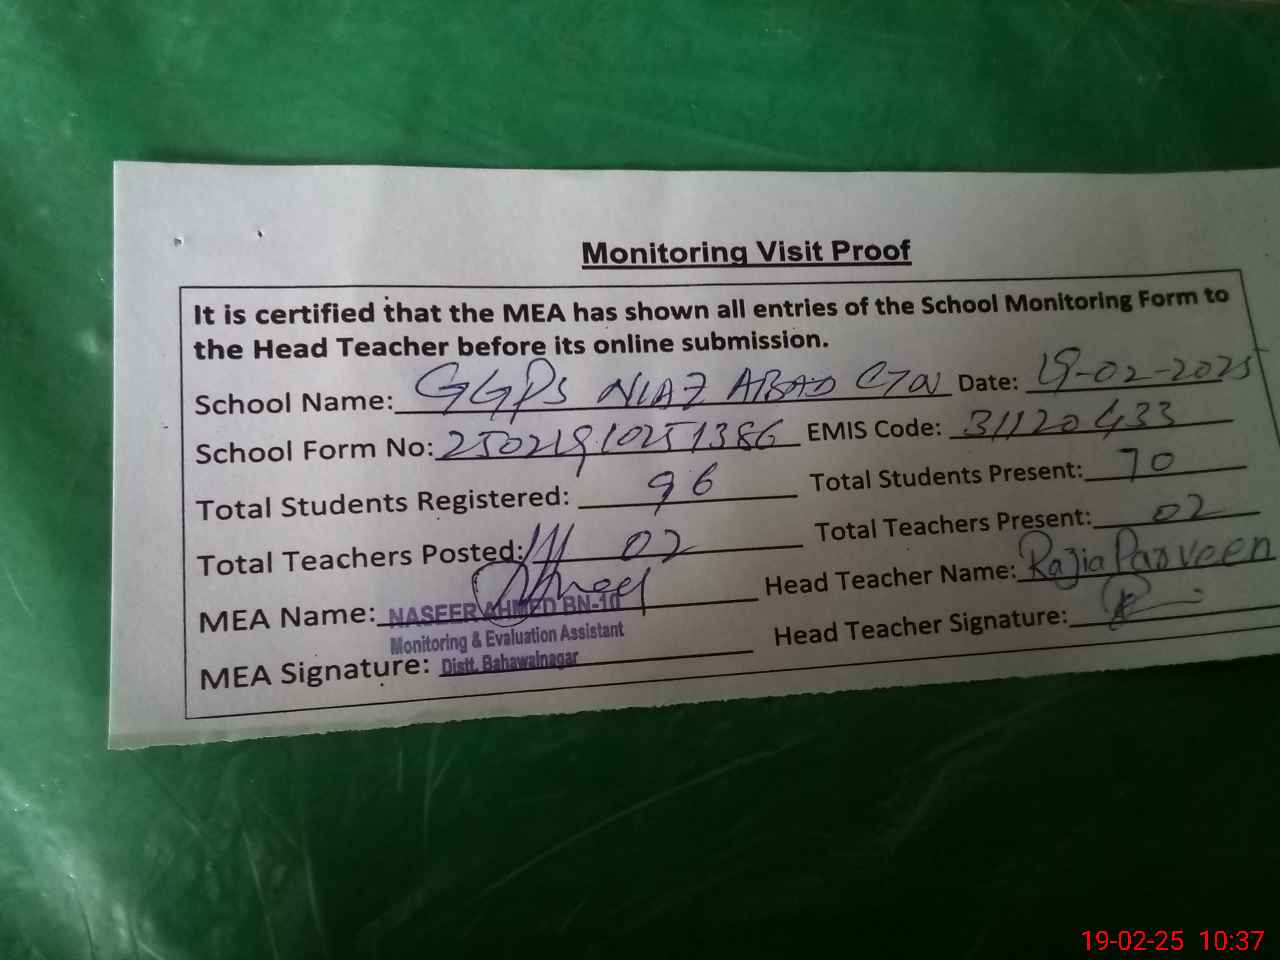 Monitoring Visit Proof
It is certified that the MEA has shown all entries of the School Monitoring Form to
the Head Teacher before its online submission.
School Name: GGPS NIAZ ABAD CTN Date: 19-02-2025
School Form No: 25021910251386 EMIS Code: 31120433
Total Students Registered: 96 Total Students Present: 70
Total Teachers Posted: 02 Total Teachers Present: 02
MEA Name: NASEER AHMED BN-10 Head Teacher Name: Rajia Parveen
Monitoring & Evaluation Assistant
MEA Signature: Distt. Bahawalnagar Head Teacher Signature:
19-02-25 10:37